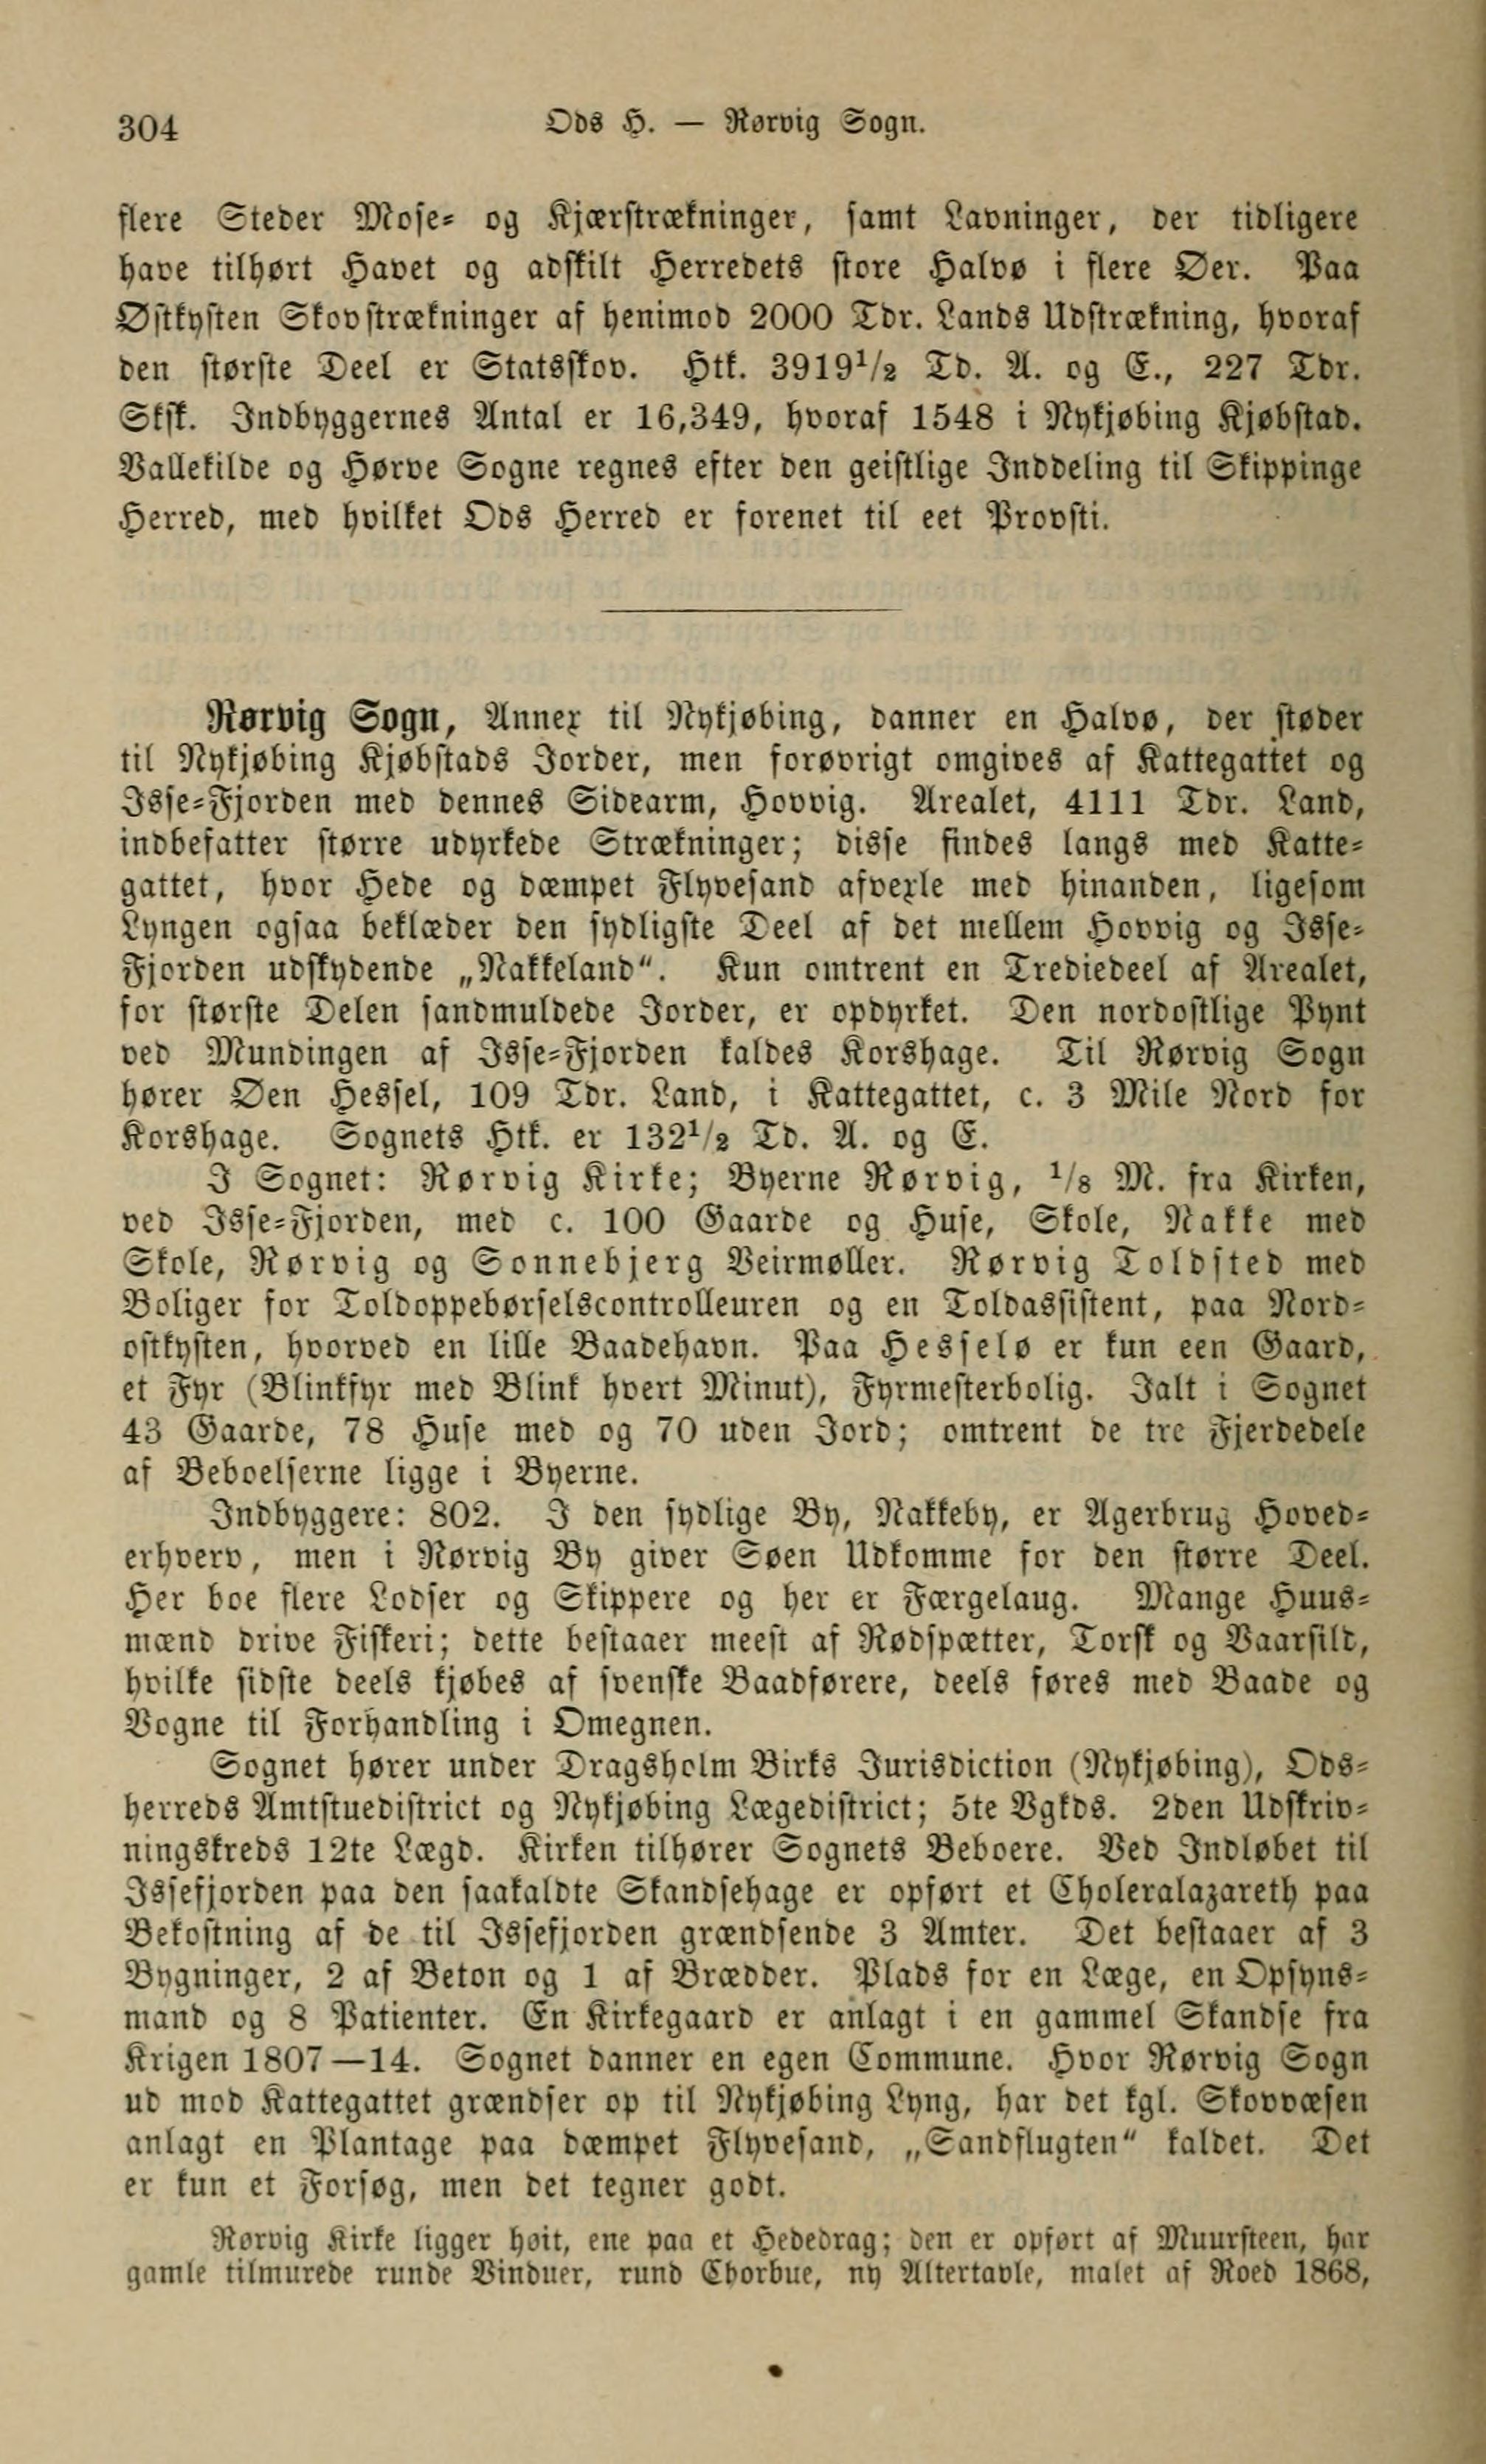 304
Ods H. — Rørvig Sogn.
flere Steder Mose- og Kjærstrækninger, samt Lavninger, der tidligere
have tilhørt Havet og adskilt Herredets store Halvø i flere Øer. Paa
Østkysten Skovstrækninger af henimod 2000 Tdr. Lands Udstrækning, hvoraf
den største Deel er Statsskov. Htk. 3919¹/₂ Td. A. og E., 227 Tdr.
Sksk. Indbyggernes Antal er 16,349, hvoraf 1548 i Nykjøbing Kjøbstad.
Vallekilde og Hørve Sogne regnes efter den geistlige Inddeling til Skippinge
Herred, med hvilket Ods Herred er forenet til eet Provsti.
Rørvig Sogn, Annex til Nykjøbing, danner en Halvø, der støder
til Nykjøbing Kjøbstads Jorder, men forøvrigt omgives af Kattegattet og
Isse-Fjorden med dennes Sidearm, Hovvig. Arealet, 4111 Tdr. Land,
indbefatter større udyrkede Strækninger; disse findes langs med Katte-
gattet, hvor Hede og dæmpet Flyvesand afvexle med hinanden, ligesom
Lyngen ogsaa beklæder den sydligste Deel af det mellem Hovvig og Isse-
Fjorden udskydende „Nakkeland“. Kun omtrent en Trediedeel af Arealet,
for største Delen sandmuldede Jorder, er opdyrket. Den nordostlige Pynt
ved Mundingen af Isse-Fjorden kaldes Korshage. Til Rørvig Sogn
hører Øen Hessel, 109 Tdr. Land, i Kattegattet, c. 3 Mile Nord for
Korshage. Sognets Htk. er 132¹/₂ Td. A. og E.
I Sognet: Rørvig Kirke; Byerne Rørvig, ¹/₈ M. fra Kirken,
ved Isse-Fjorden, med c. 100 Gaarde og Huse, Skole, Nakke med
Skole, Rørvig og Sonnebjerg Veirmøller. Rørvig Toldsted med
Boliger for Toldoppebørselscontrolleuren og en Toldassistent, paa Nord-
ostkysten, hvorved en lille Baadehavn. Paa Hesselø er kun een Gaard,
et Fyr (Blinkfyr med Blink hvert Minut), Fyrmesterbolig. Ialt i Sognet
43 Gaarde, 78 Huse med og 70 uden Jord; omtrent de tre Fjerdedele
af Beboelserne ligge i Byerne.
Indbyggere: 802. I den sydlige By, Nakkeby, er Agerbrug Hoved-
erhverv, men i Rørvig By giver Søen Udkomme for den større Deel.
Her boe flere Lodser og Skippere og her er Færgelaug. Mange Huus-
mænd drive Fiskeri; dette bestaaer meest af Rødspætter, Torsk og Vaarsild,
hvilke sidste deels kjøbes af svenske Baadførere, deels føres med Baade og
Vogne til Forhandling i Omegnen.
Sognet hører under Dragsholm Birks Jurisdiction (Nykjøbing), Ods-
herreds Amtstuedistrict og Nykjøbing Lægedistrict; 5te Vgfds. 2den Udskriv-
ningskreds 12te Lægd. Kirken tilhører Sognets Beboere. Ved Indløbet til
Issefjorden paa den saakaldte Skandsehage er opført et Choleralazareth paa
Bekostning af de til Issefjorden grændsende 3 Amter. Det bestaaer af 3
Bygninger, 2 af Beton og 1 af Brædder. Plads for en Læge, en Opsyns-
mand og 8 Patienter. En Kirkegaard er anlagt i en gammel Skandse fra
Krigen 1807—14. Sognet danner en egen Commune. Hvor Rørvig Sogn
ud mod Kattegattet grændser op til Nykjøbing Lyng, har det kgl. Skovvæsen
anlagt en Plantage paa dæmpet Flyvesand, „Sandflugten“ kaldet. Det
er kun et Forsøg, men det tegner godt.
Rørvig Kirke ligger høit, ene paa et Hededrag; den er opført af Muursteen, har
gamle tilmurede runde Vinduer, rund Chorbue, ny Altertavle, malet af Roed 1868,